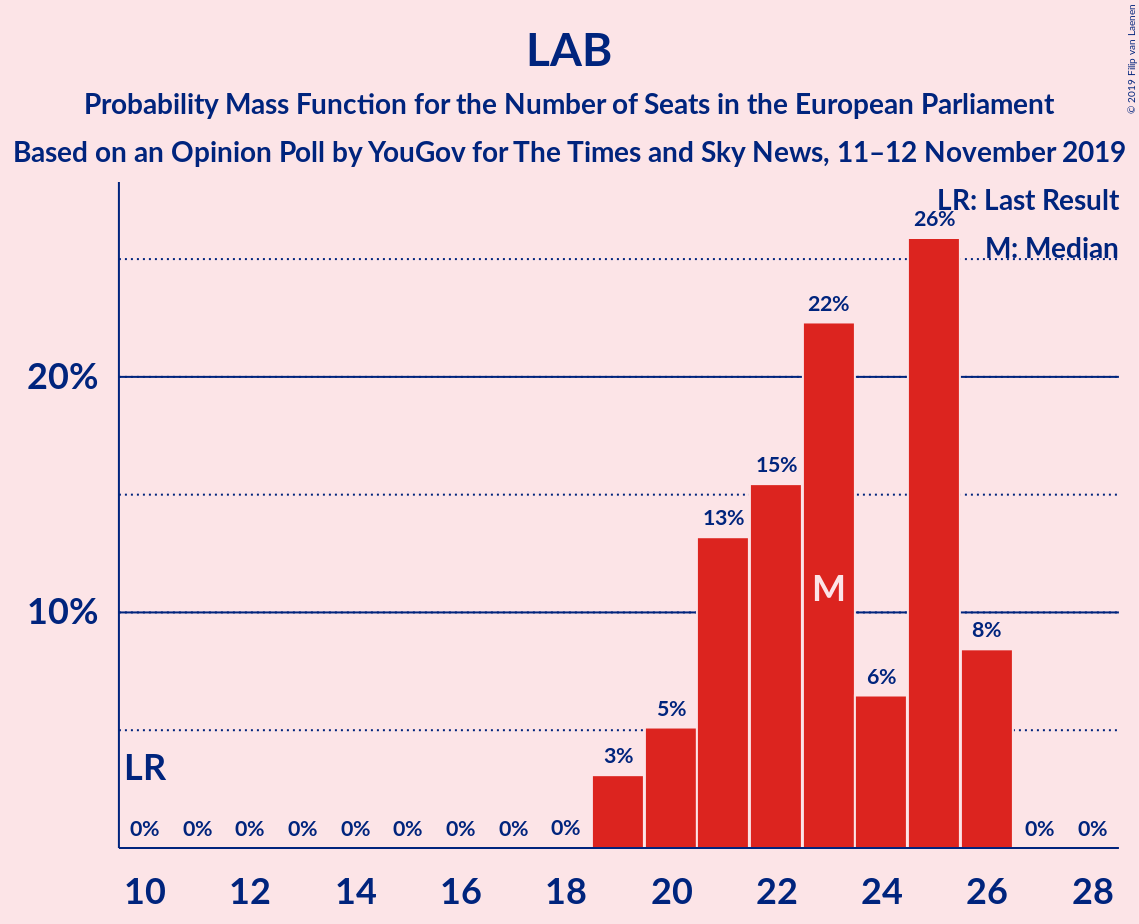 © 2019 Filip van Laenen
LAB
Probability Mass Function for the Number of Seats in the European Parliament
Based on an Opinion Poll by YouGov for The Times and Sky News, 11–12 November 2019
LR: Last Result
M: Median
26%
22%
20%
15%
13%
M
10%
8%
6%
5%
3%
LR
0% 0% 0% 0% 0% 0% 0% 0% 0% 0% 0%
10 12 14 16 18 20 22 24 26 28